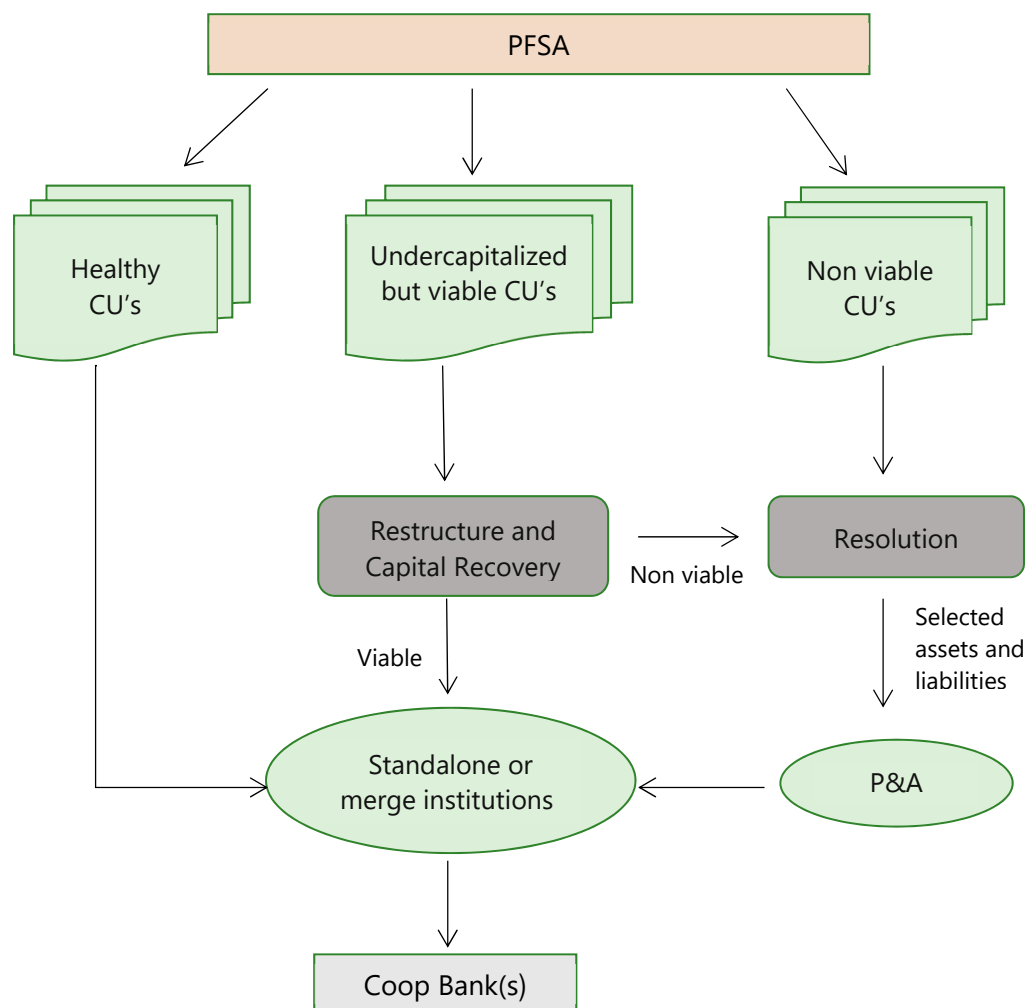 PFSA
Healthy
CU's
Undercapitalized
but viable CU's
Non viable
CU's
Restructure and
Capital Recovery
Non viable
Resolution
Viable
Selected
assets and
liabilities
Standalone or
merge institutions
P&A
Coop Bank(s)